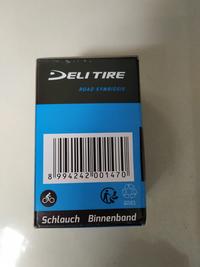 DELI TIRE
ROAD SYMBIOSIS
8 994242 001470
Schlauch Binnenband